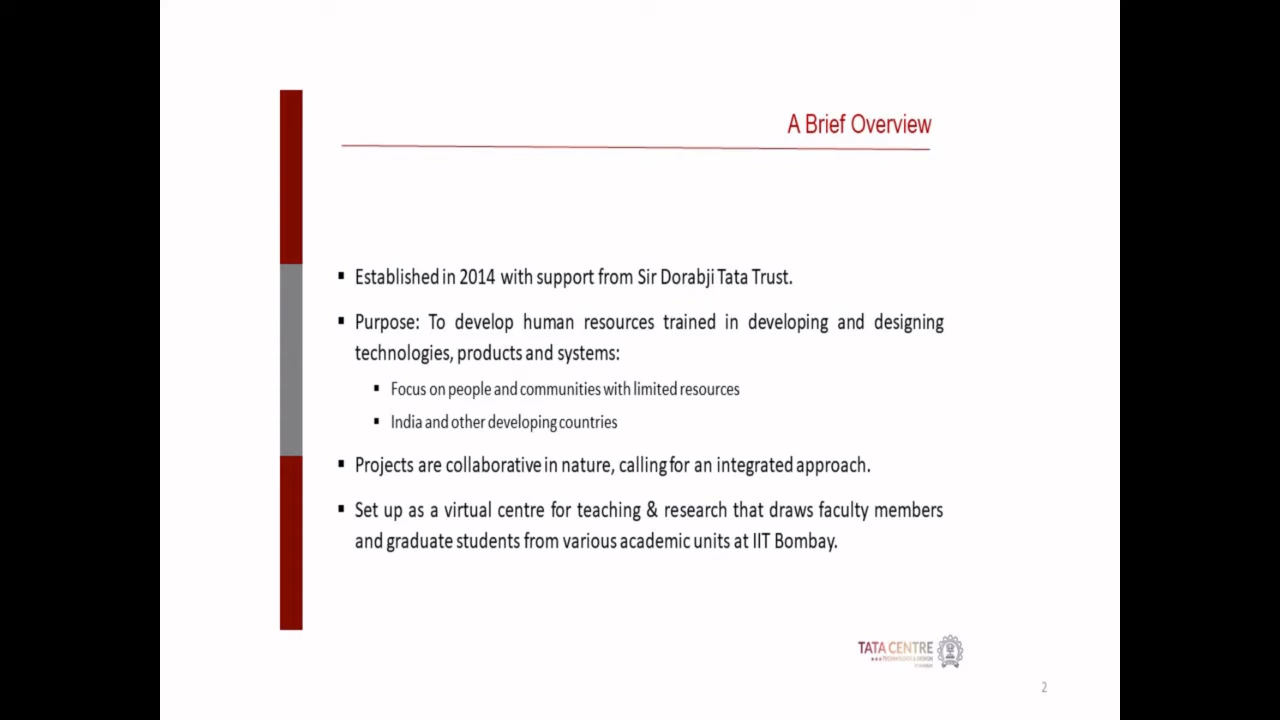 A Brief Overview
▪ Established in 2014 with support from Sir Dorabji Tata Trust.
▪ Purpose: To develop human resources trained in developing and designing
technologies, products and systems:
▪ Focus on people and communities with limited resources
▪ India and other developing countries
▪ Projects are collaborative in nature, calling for an integrated approach.
▪ Set up as a virtual centre for teaching & research that draws faculty members
and graduate students from various academic units at IIT Bombay.
TATA CENTRE
TECHNOLOGY & DESIGN
2